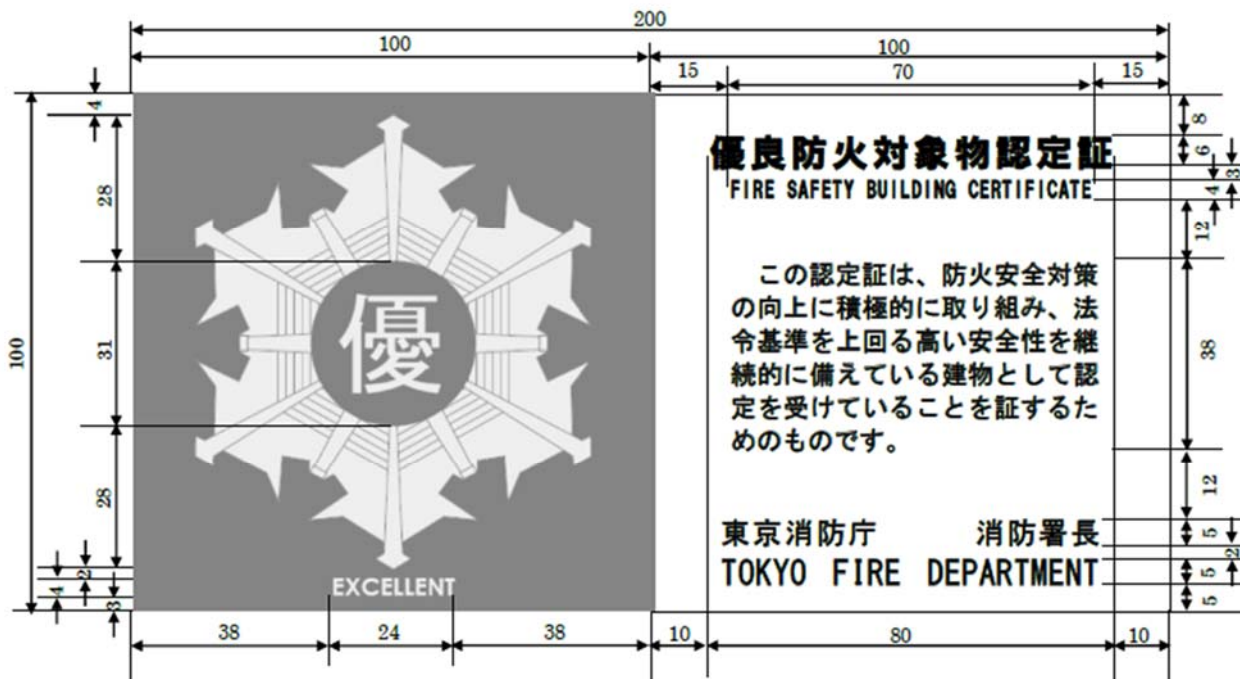 200
100
100
15
70
15
4
28
31
28
100
2
4
3
優
EXCELLENT
38
24
38
優良防火対象物認定証
FIRE SAFETY BUILDING CERTIFICATE
この認定証は、防火安全対策
の向上に積極的に取り組み、法
令基準を上回る高い安全性を継
続的に備えている建物として認
定を受けていることを証するた
めのものです。
東京消防庁 消防署長
TOKYO FIRE DEPARTMENT
8
6
3
4
12
38
12
5
2
5
5
10
80
10